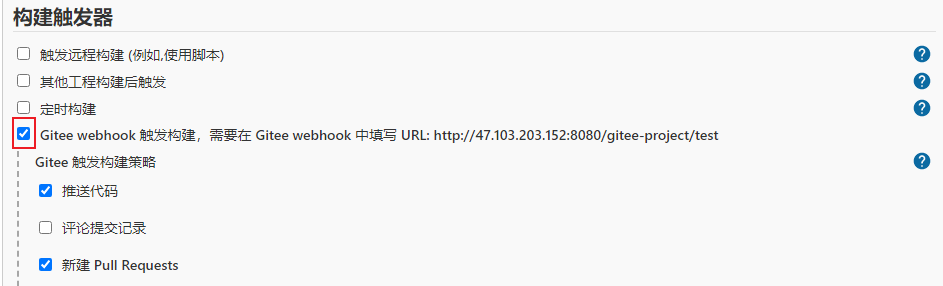 构建触发器
触发远程构建 (例如,使用脚本)
其他工程构建后触发
定时构建
Gitee webhook 触发构建，需要在 Gitee webhook 中填写 URL: http://47.103.203.152:8080/gitee-project/test
Gitee 触发构建策略
推送代码
评论提交记录
新建 Pull Requests